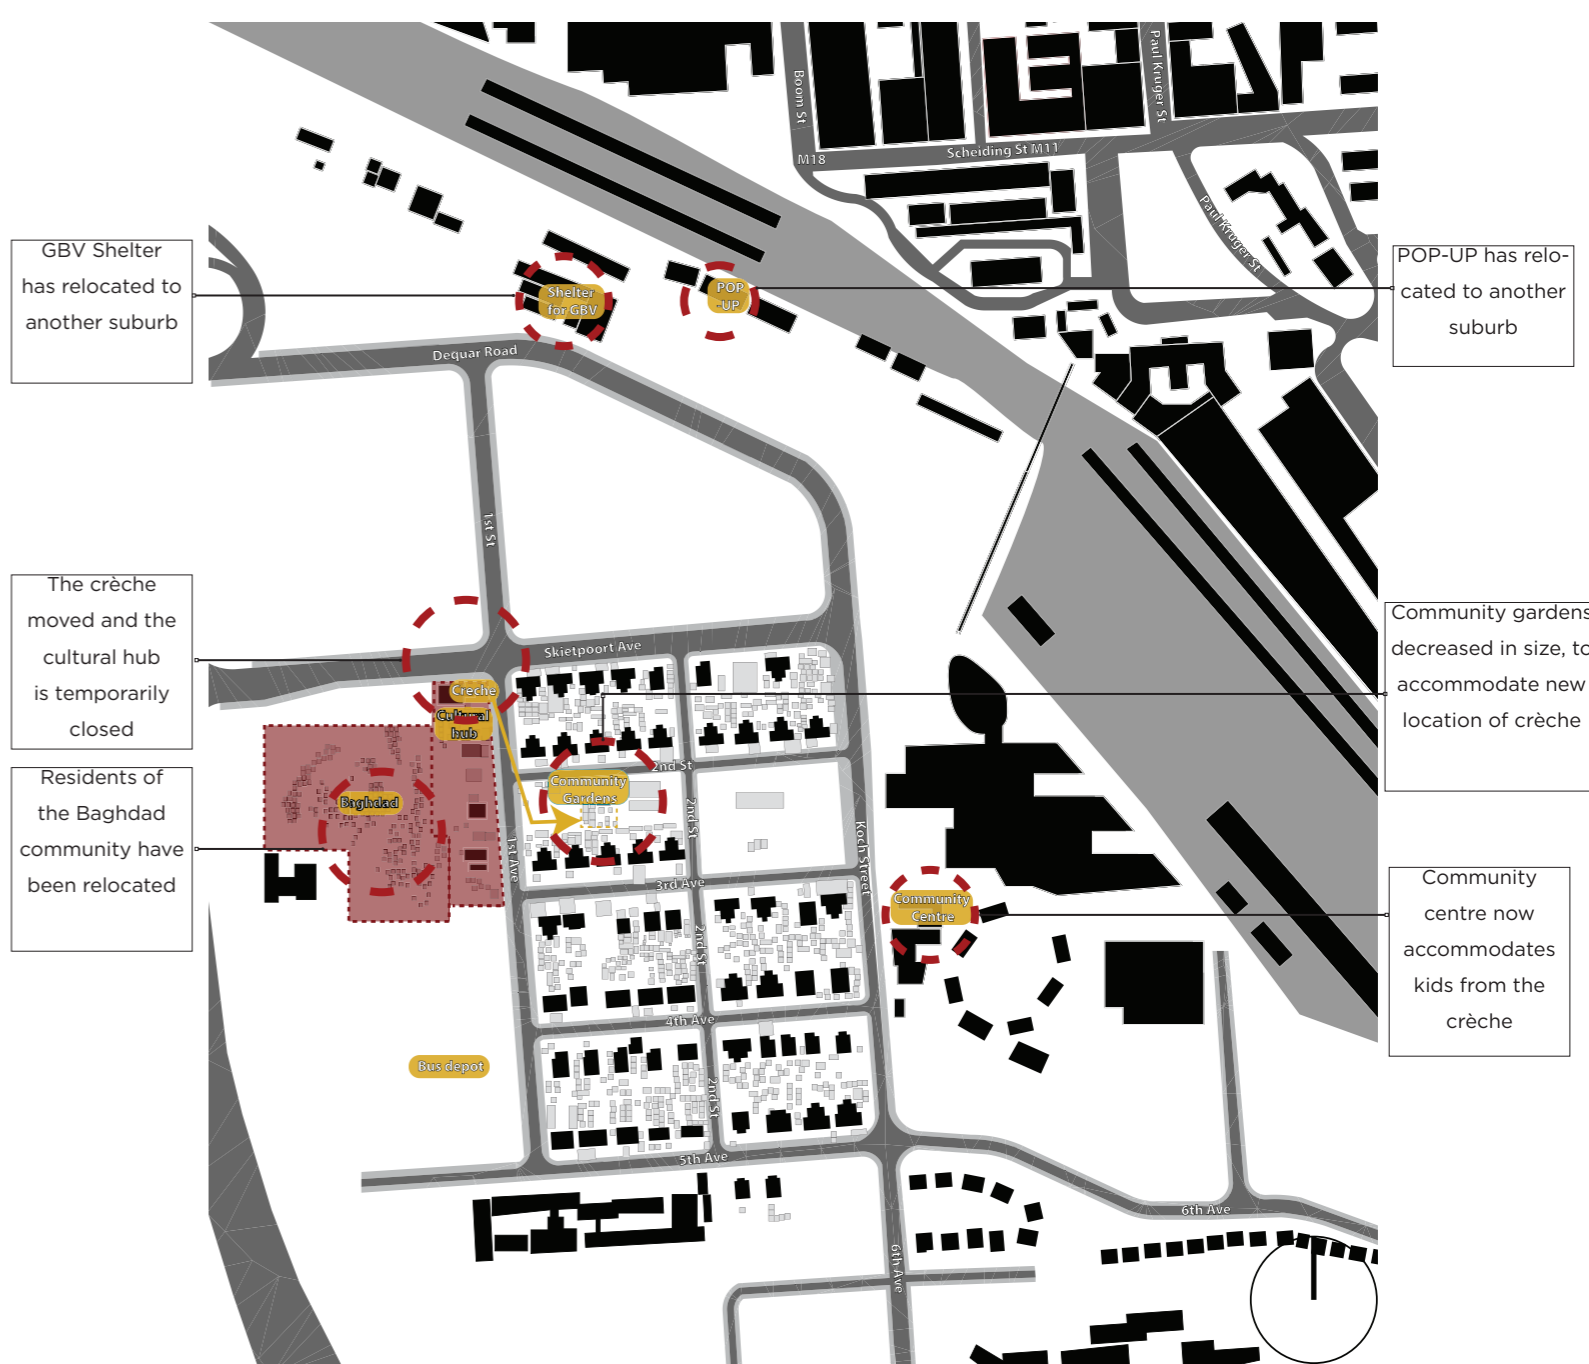 Boom St
Paul Kruger St
M18
Scheiding St M11
Paul Kruger St
GBV Shelter
has relocated to
another suburb
POP-UP has relo-
cated to another
suburb
Shelter
for GBV
POP
-UP
Dequar Road
1st St
The crèche
moved and the
cultural hub
is temporarily
closed
Skietpoort Ave
Community gardens
decreased in size, to
accommodate new
location of crèche
Creche
Cultural
hub
2nd St
Community
Gardens
Baghdad
Residents of
the Baghdad
community have
been relocated
1st Ave
2nd St
Koch Street
3rd Ave
Community
Centre
Community
centre now
accommodates
kids from the
crèche
2nd St
4th Ave
Bus depot
2nd St
5th Ave
6th Ave
6th Ave